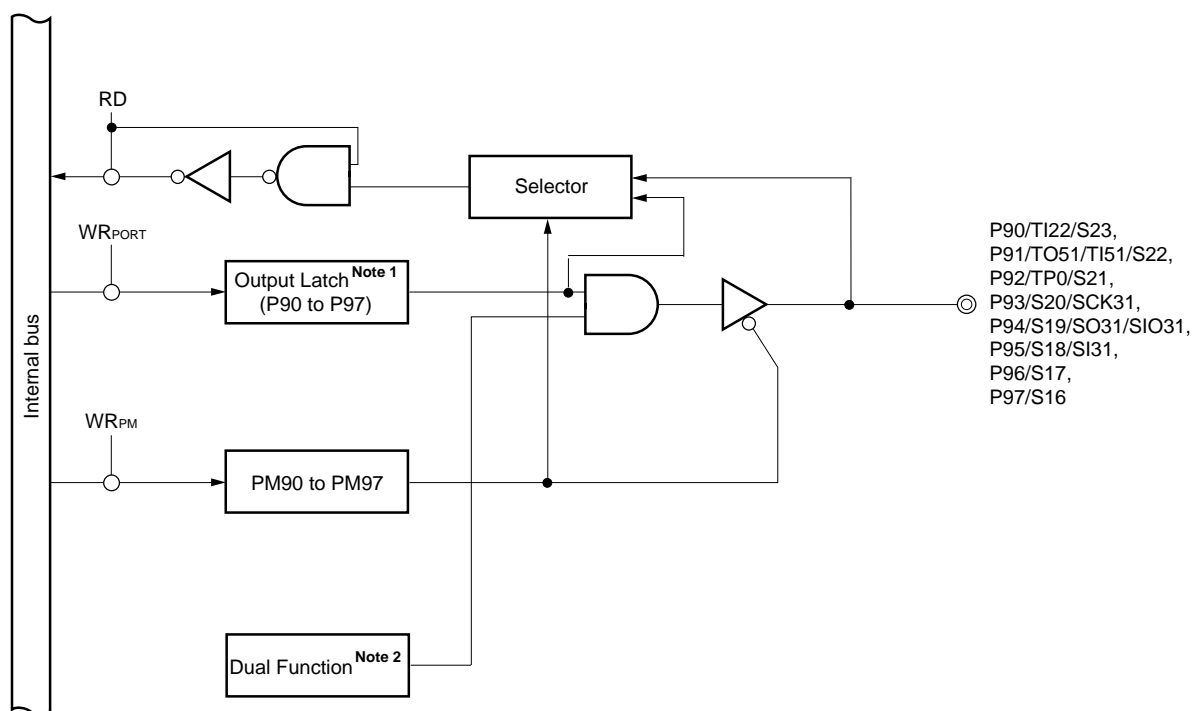 RD
Selector
WRPORT
Output Latch Note 1
(P90 to P97)
P90/TI22/S23,
P91/TO51/TI51/S22,
P92/TP0/S21,
P93/S20/SCK31,
P94/S19/SO31/SIO31,
P95/S18/SI31,
P96/S17,
P97/S16
Internal bus
WRPM
PM90 to PM97
Dual Function Note 2